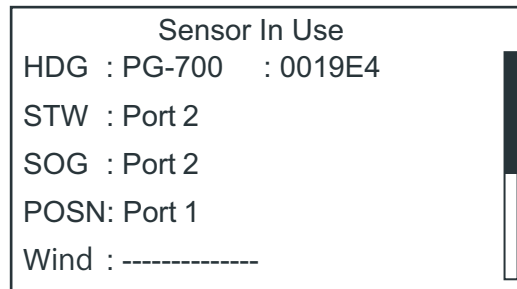 Sensor In Use
HDG : PG-700 : 0019E4
STW : Port 2
SOG : Port 2
POSN: Port 1
Wind : --------------